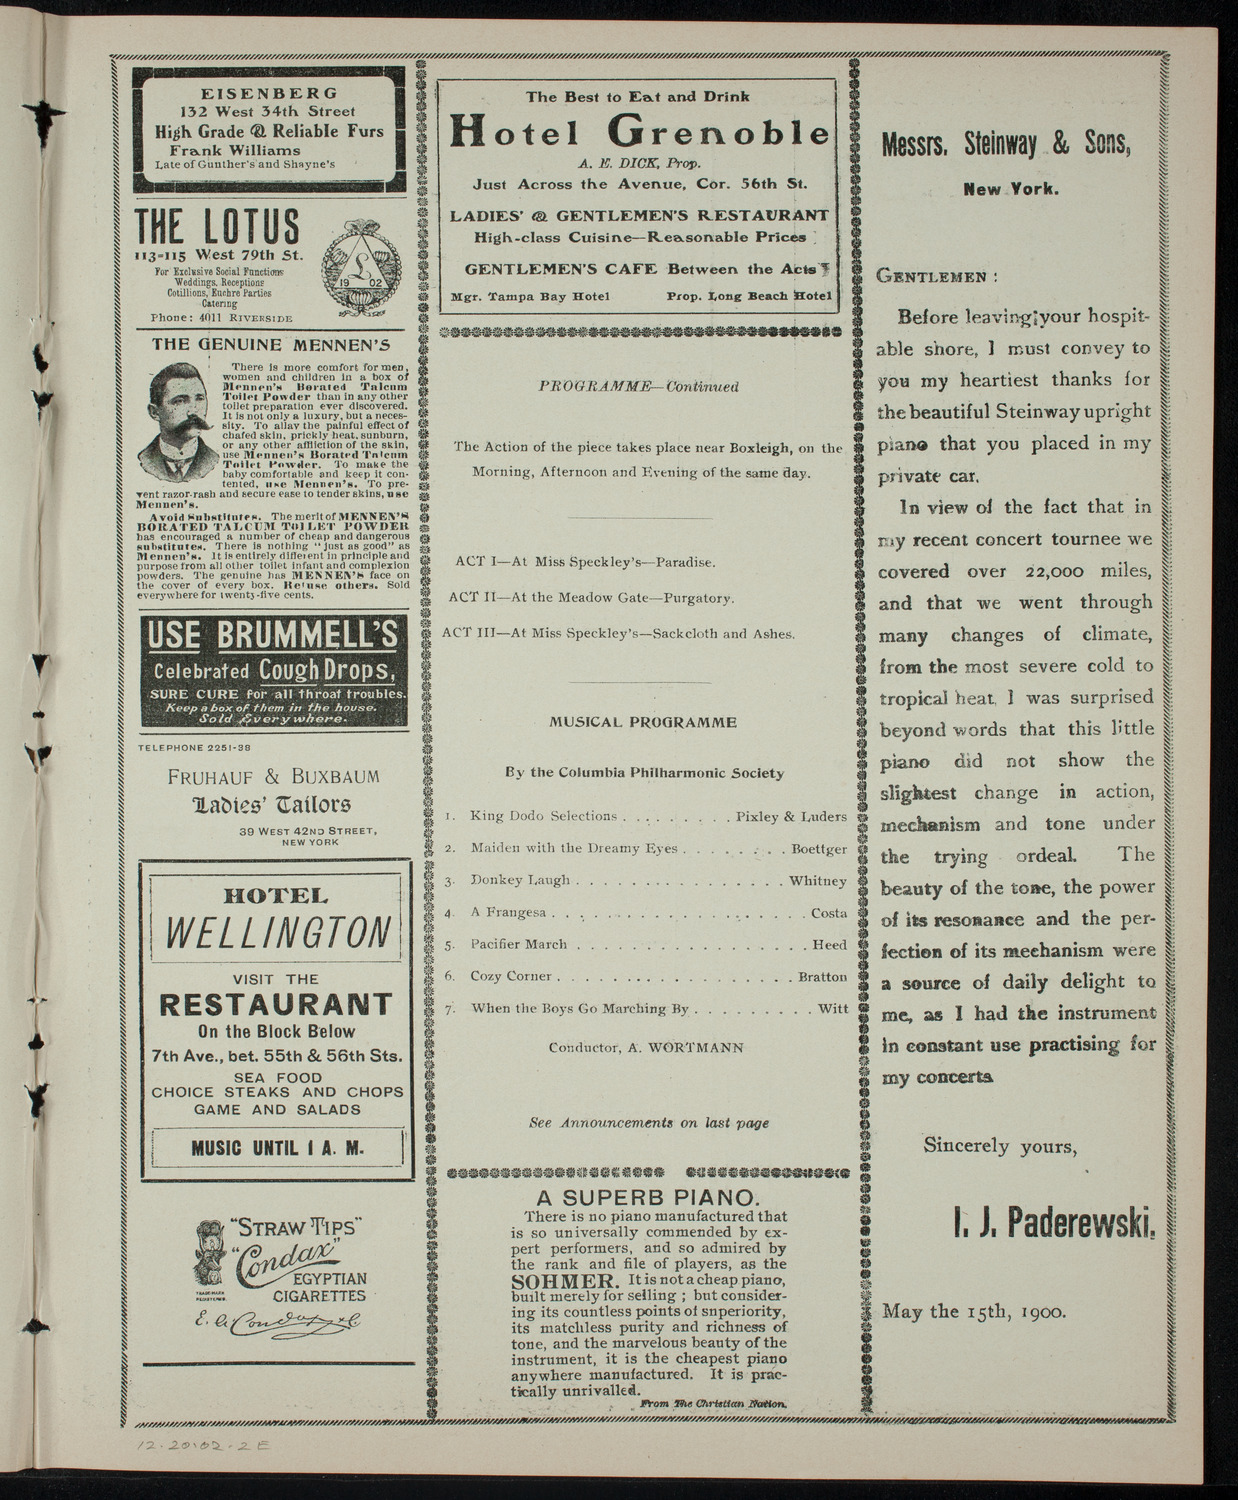 EISENBERG
132 West 34th Street
High Grade @ Reliable Furs
Frank Williams
Late of Gunther's and Shayne's
THE LOTUS
113-115 West 79th St.
For Exclusive Social Functions
Weddings, Receptions
Cotillions, Euchre Parties
Catering
Phone: 4011 RIVERSIDE
L
19 02
THE GENUINE MENNEN'S
There is more comfort for men,
women and children in a box of
Mennen's Borated Talcum
Toilet Powder than in any other
toilet preparation ever discovered.
It is not only a luxury, but a neces-
sity. To allay the painful effect of
chafed skin, prickly heat, sunburn,
or any other affliction of the skin,
use Mennen's Borated Talcum
Toilet Powder. To make the
baby comfortable and keep it con-
tented, use Mennen's. To pre-
vent razor-rash and secure ease to tender skins, use
Mennen's.
Avoid Substitutes. The merit of MENNEN'S
BORATED TALCUM TOILET POWDER
has encouraged a number of cheap and dangerous
substitutes. There is nothing "just as good" as
Mennen's. It is entirely different in principle and
purpose from all other toilet infant and complexion
powders. The genuine has MENNEN'S face on
the cover of every box. Refuse others. Sold
everywhere for twenty-five cents.
USE BRUMMELL'S
Celebrated Cough Drops,
SURE CURE for all throat troubles.
Keep a box of them in the house.
Sold Everywhere.
TELEPHONE 2251-38
FRUHAUF & BUXBAUM
Ladies' Tailors
39 WEST 42ND STREET,
NEW YORK
HOTEL
WELLINGTON
VISIT THE
RESTAURANT
On the Block Below
7th Ave., bet. 55th & 56th Sts.
SEA FOOD
CHOICE STEAKS AND CHOPS
GAME AND SALADS
MUSIC UNTIL 1 A. M.
"STRAW TIPS"
"Condax"
EGYPTIAN
CIGARETTES
TRADE MARK
REGISTERED.
E. A. Condax & Co
12.20.02.2E
The Best to Eat and Drink
Hotel Grenoble
A. E. DICK, Prop.
Just Across the Avenue, Cor. 56th St.
LADIES' @ GENTLEMEN'S RESTAURANT
High-class Cuisine—Reasonable Prices
GENTLEMEN'S CAFE Between the Acts
Mgr. Tampa Bay Hotel Prop. Long Beach Hotel
PROGRAMME—Continued
The Action of the piece takes place near Boxleigh, on the
Morning, Afternoon and Evening of the same day.
ACT I—At Miss Speckley's—Paradise.
ACT II—At the Meadow Gate—Purgatory.
ACT III—At Miss Speckley's—Sackcloth and Ashes.
MUSICAL PROGRAMME
By the Columbia Philharmonic Society
1. King Dodo Selections . . . . . . . . . Pixley & Luders
2. Maiden with the Dreamy Eyes . . . . . . . . Boettger
3. Donkey Laugh . . . . . . . . . . . . . . . Whitney
4. A Frangesa . . . . . . . . . . . . . . . . . . Costa
5. Pacifier March . . . . . . . . . . . . . . . . . . Heed
6. Cozy Corner . . . . . . . . . . . . . . . . . Bratton
7. When the Boys Go Marching By . . . . . . . . . Witt
Conductor, A. WORTMANN
See Announcements on last page
A SUPERB PIANO.
There is no piano manufactured that
is so universally commended by ex-
pert performers, and so admired by
the rank and file of players, as the
SOHMER. It is not a cheap piano,
built merely for selling ; but consider-
ing its countless points of snperiority,
its matchless purity and richness of
tone, and the marvelous beauty of the
instrument, it is the cheapest piano
anywhere manufactured. It is prac-
tically unrivalled.
From The Christian Nation.
Messrs. Steinway & Sons,
New York.
GENTLEMEN :
Before leaving your hospit-
able shore, I must convey to
you my heartiest thanks for
the beautiful Steinway upright
piano that you placed in my
private car.
In view of the fact that in
my recent concert tournee we
covered over 22,000 miles,
and that we went through
many changes of climate,
from the most severe cold to
tropical heat, I was surprised
beyond words that this little
piano did not show the
slightest change in action,
mechanism and tone under
the trying ordeal. The
beauty of the tone, the power
of its resonance and the per-
fection of its mechanism were
a source of daily delight to
me, as I had the instrument
in constant use practising for
my concerts
Sincerely yours,
I. J. Paderewski.
May the 15th, 1900.